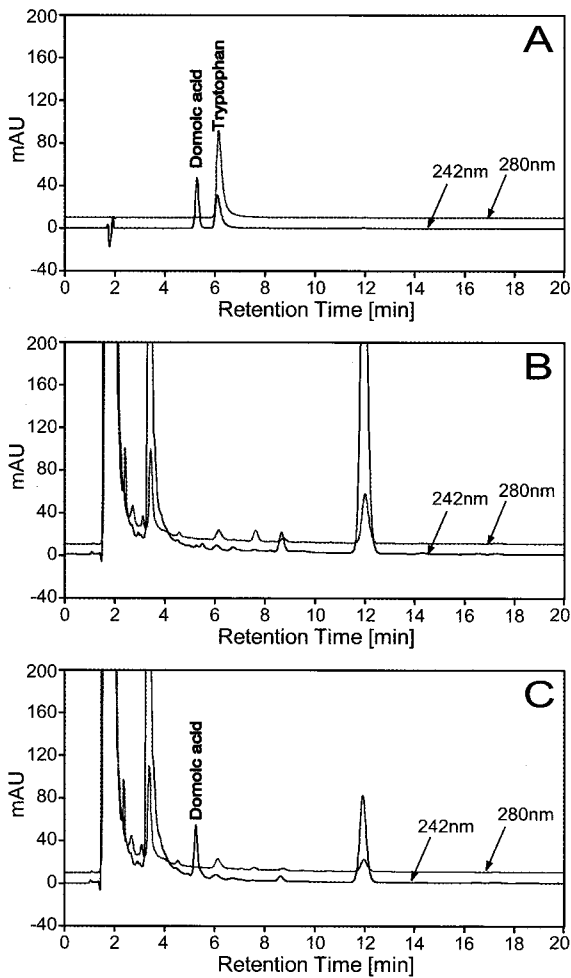 A
200
160
120
80
40
0
-40
mAU
Domoic acid
Tryptophan
242nm
280nm
0 2 4 6 8 10 12 14 16 18 20
Retention Time [min]
B
200
160
120
80
40
0
-40
mAU
242nm
280nm
0 2 4 6 8 10 12 14 16 18 20
Retention Time [min]
C
200
160
120
80
40
0
-40
mAU
Domoic acid
242nm
280nm
0 2 4 6 8 10 12 14 16 18 20
Retention Time [min]